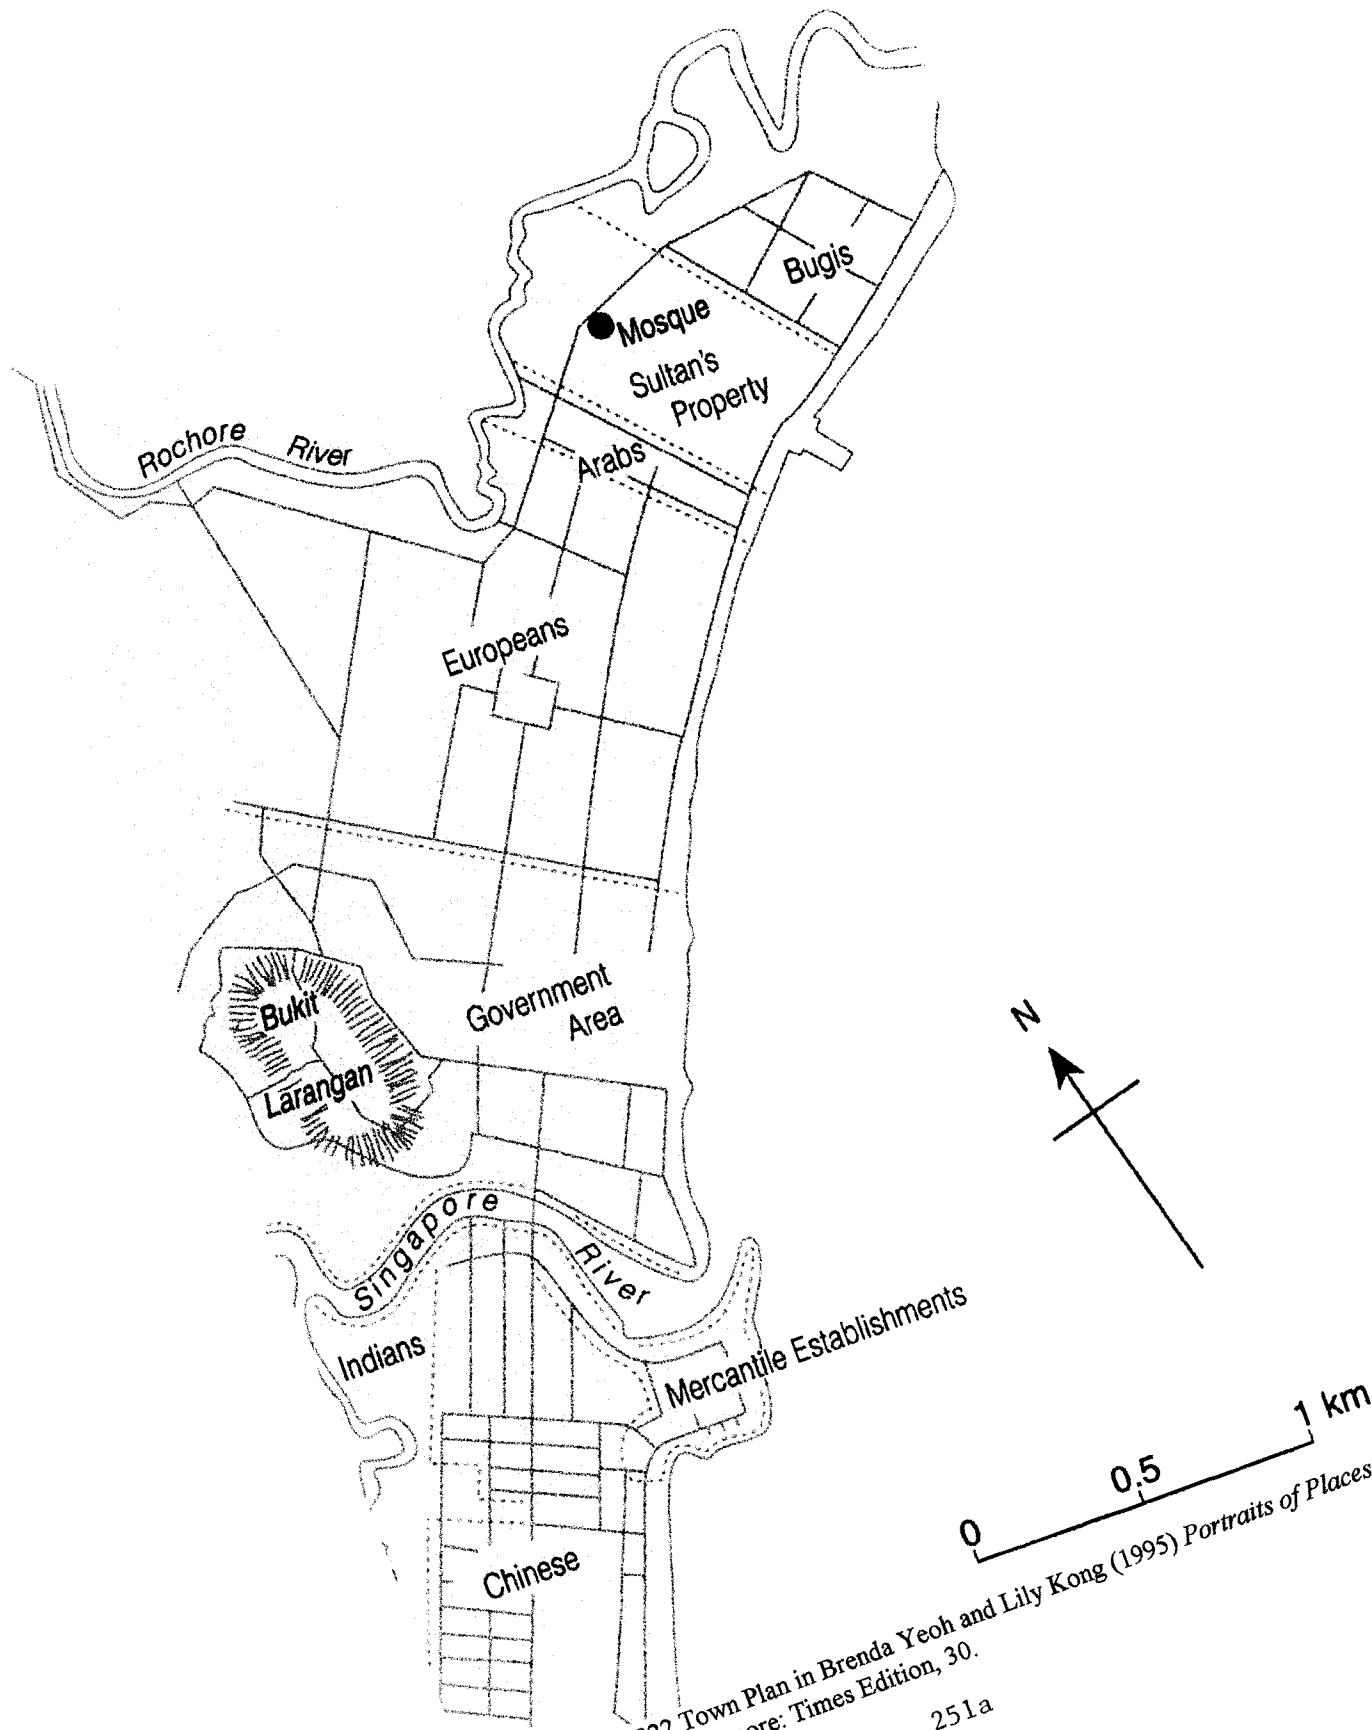 Bugis
Mosque
Sultan's
Property
Arabs
Rochore River
Europeans
Government
Area
Bukit
Larangan
Singapore River
Indians
Mercantile Establishments
Chinese
N
0 0.5 1 km
Town Plan in Brenda Yeoh and Lily Kong (1995) Portraits of Places
Times Edition, 30.
251a